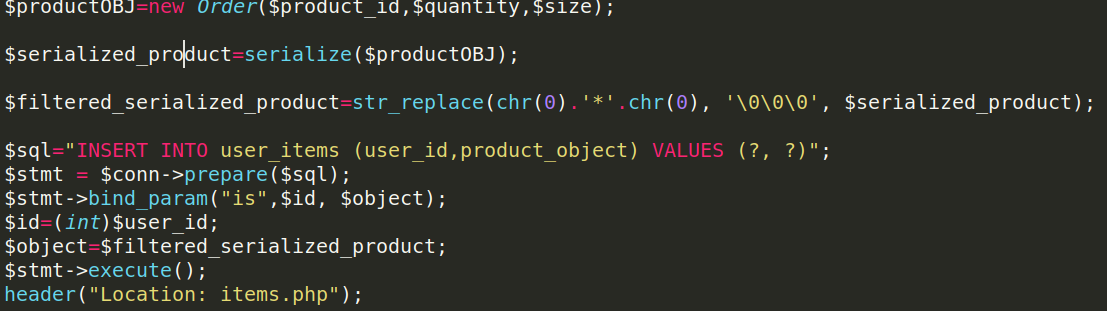 $productOBJ=new Order($product_id,$quantity,$size);
$serialized_product=serialize($productOBJ);
$filtered_serialized_product=str_replace(chr(0).'*'.chr(0), '\0\0\0', $serialized_product);
$sql="INSERT INTO user_items (user_id,product_object) VALUES (?, ?)";
$stmt = $conn->prepare($sql);
$stmt->bind_param("is",$id, $object);
$id=(int)$user_id;
$object=$filtered_serialized_product;
$stmt->execute();
header("Location: items.php");